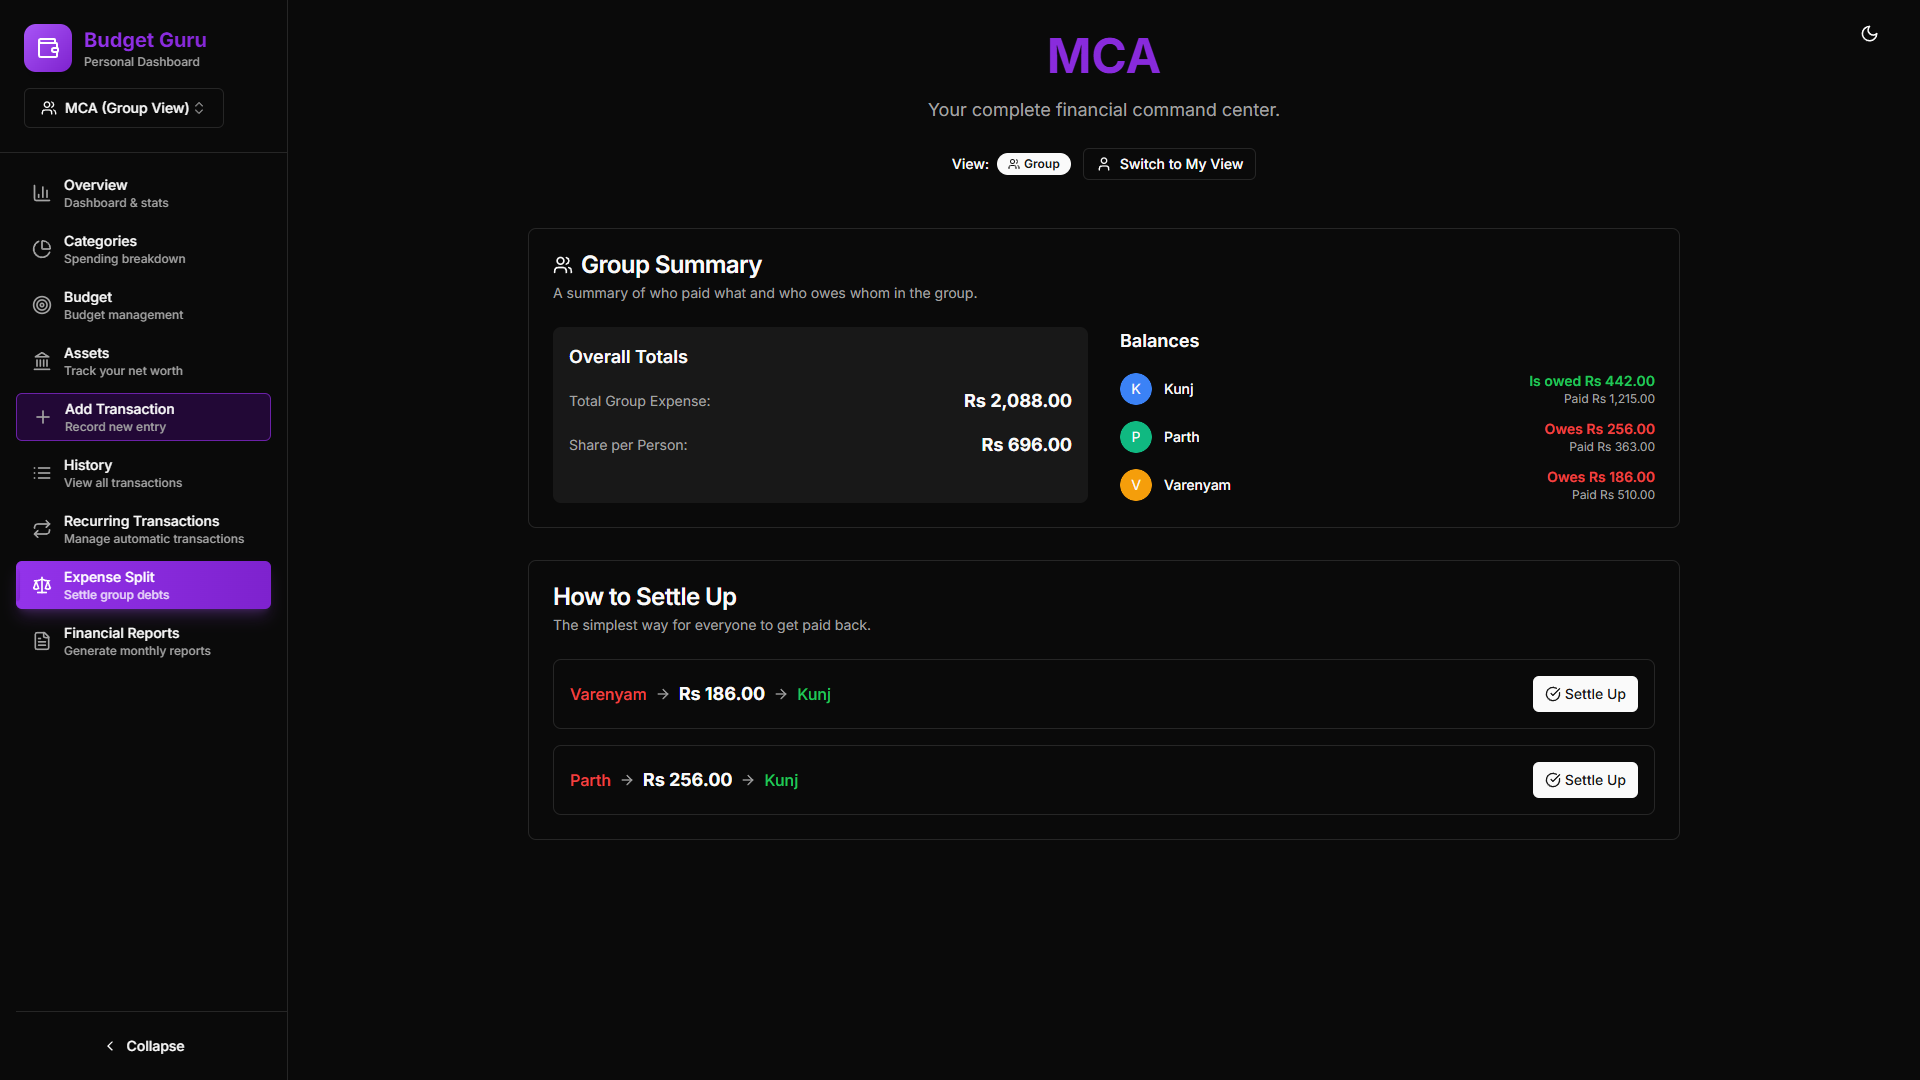 Budget Guru
Personal Dashboard
MCA (Group View)
Overview
Dashboard & stats
Categories
Spending breakdown
Budget
Budget management
Assets
Track your net worth
Add Transaction
Record new entry
History
View all transactions
Recurring Transactions
Manage automatic transactions
Expense Split
Settle group debts
Financial Reports
Generate monthly reports
Collapse
MCA
Your complete financial command center.
View: Group Switch to My View
Group Summary
A summary of who paid what and who owes whom in the group.
Overall Totals
Total Group Expense: Rs 2,088.00
Share per Person: Rs 696.00
Balances
K Kunj Is owed Rs 442.00
Paid Rs 1,215.00
P Parth Owes Rs 256.00
Paid Rs 363.00
V Varenyam Owes Rs 186.00
Paid Rs 510.00
How to Settle Up
The simplest way for everyone to get paid back.
Varenyam → Rs 186.00 → Kunj Settle Up
Parth → Rs 256.00 → Kunj Settle Up